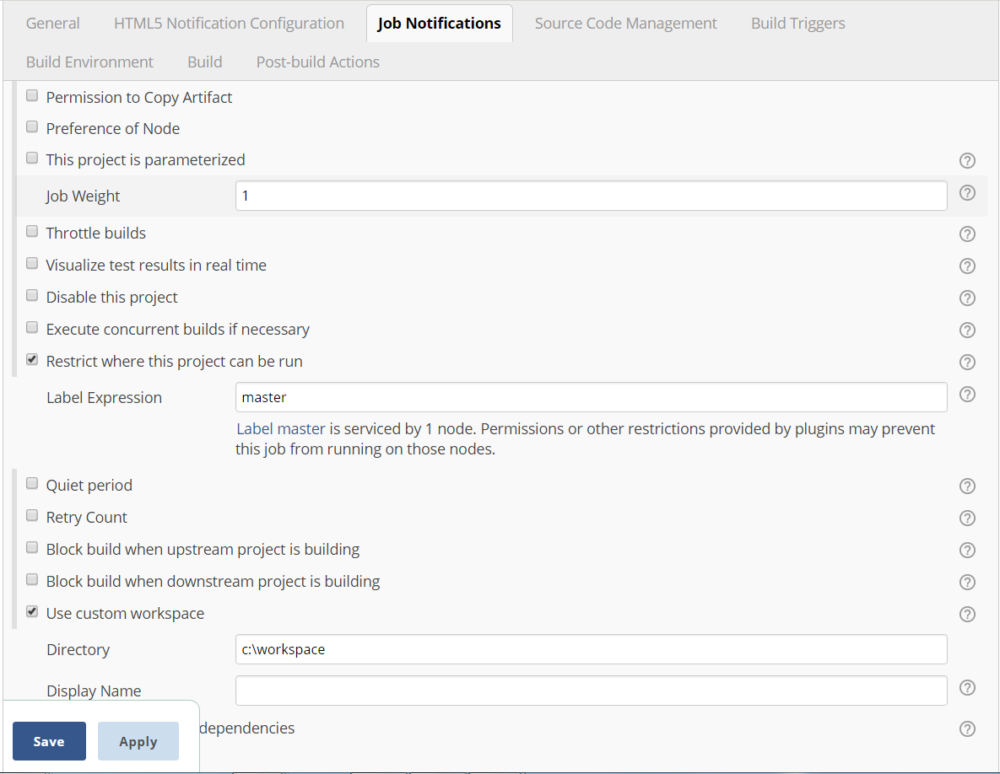 General HTML5 Notification Configuration Job Notifications Source Code Management Build Triggers
Build Environment Build Post-build Actions
Permission to Copy Artifact
Preference of Node
This project is parameterized
Job Weight 1
Throttle builds
Visualize test results in real time
Disable this project
Execute concurrent builds if necessary
Restrict where this project can be run
Label Expression master
Label master is serviced by 1 node. Permissions or other restrictions provided by plugins may prevent
this job from running on those nodes.
Quiet period
Retry Count
Block build when upstream project is building
Block build when downstream project is building
Use custom workspace
Directory c:\workspace
Display Name
dependencies
Save Apply